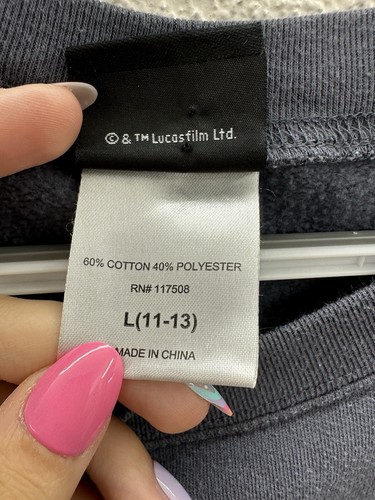 © & ™ Lucasfilm Ltd.
60% COTTON 40% POLYESTER
RN# 117508
L(11-13)
MADE IN CHINA